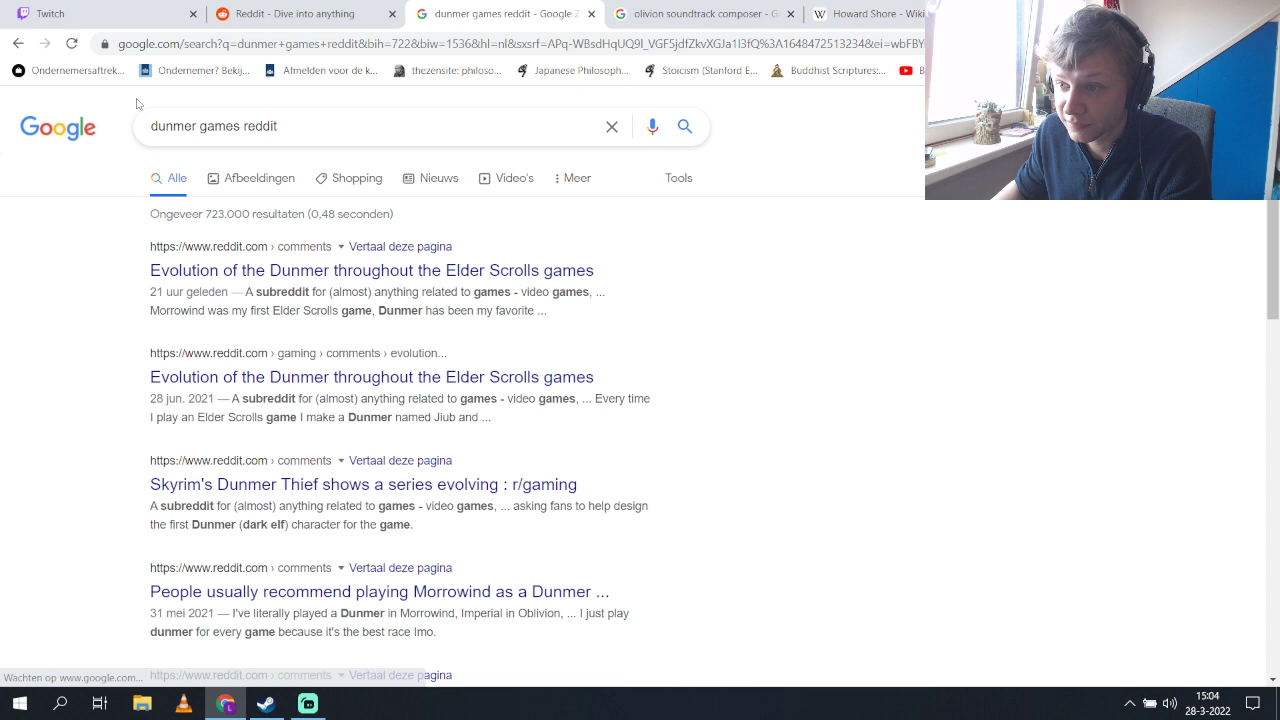 Twitch
Reddit - Dive into anything
dunmer games reddit - Google Z
olivion soundtrack composer - G
Howard Shore - Wiki
google.com/search?q=dunmer+games+reddit&bih=722&biw=1536&hl=nl&sxsrf=APq-WBsdHqUQ9l_VGF5jdfZkvXGJa1I3fQ%3A1648472513234&ei=wbFBY
Ondernemersaftrek...
Ondernemer? Bekij...
Afmelden voor de k...
thezensite: philoso...
Japanese Philosoph...
Stoicism (Stanford E...
Buddhist Scriptures:...
Google
dunmer games reddit
Alle
Afbeeldingen
Shopping
Nieuws
Video's
Meer
Tools
Ongeveer 723.000 resultaten (0,48 seconden)
https://www.reddit.com › comments ▾ Vertaal deze pagina
Evolution of the Dunmer throughout the Elder Scrolls games
21 uur geleden — A subreddit for (almost) anything related to games - video games, ...
Morrowind was my first Elder Scrolls game, Dunmer has been my favorite ...
https://www.reddit.com › gaming › comments › evolution...
Evolution of the Dunmer throughout the Elder Scrolls games
28 jun. 2021 — A subreddit for (almost) anything related to games - video games, ... Every time
I play an Elder Scrolls game I make a Dunmer named Jiub and ...
https://www.reddit.com › comments ▾ Vertaal deze pagina
Skyrim's Dunmer Thief shows a series evolving : r/gaming
A subreddit for (almost) anything related to games - video games, ... asking fans to help design
the first Dunmer (dark elf) character for the game.
https://www.reddit.com › comments ▾ Vertaal deze pagina
People usually recommend playing Morrowind as a Dunmer ...
31 mei 2021 — I've literally played a Dunmer in Morrowind, Imperial in Oblivion, ... I just play
dunmer for every game because it's the best race Imo.
https://www.reddit.com › comments ▾ Vertaal deze pagina
Wachten op www.google.com...
15:04
28-3-2022